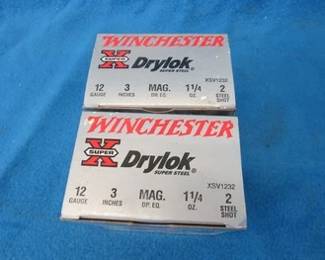 WINCHESTER
SUPER X Drylok
SUPER STEEL
XSV1232
12 3 MAG. 1 1/4 2
GAUGE INCHES DR. EQ. OZ. STEEL SHOT
WINCHESTER
SUPER X Drylok
SUPER STEEL
XSV1232
12 3 MAG. 1 1/4 2
GAUGE INCHES DR. EQ. OZ. STEEL SHOT